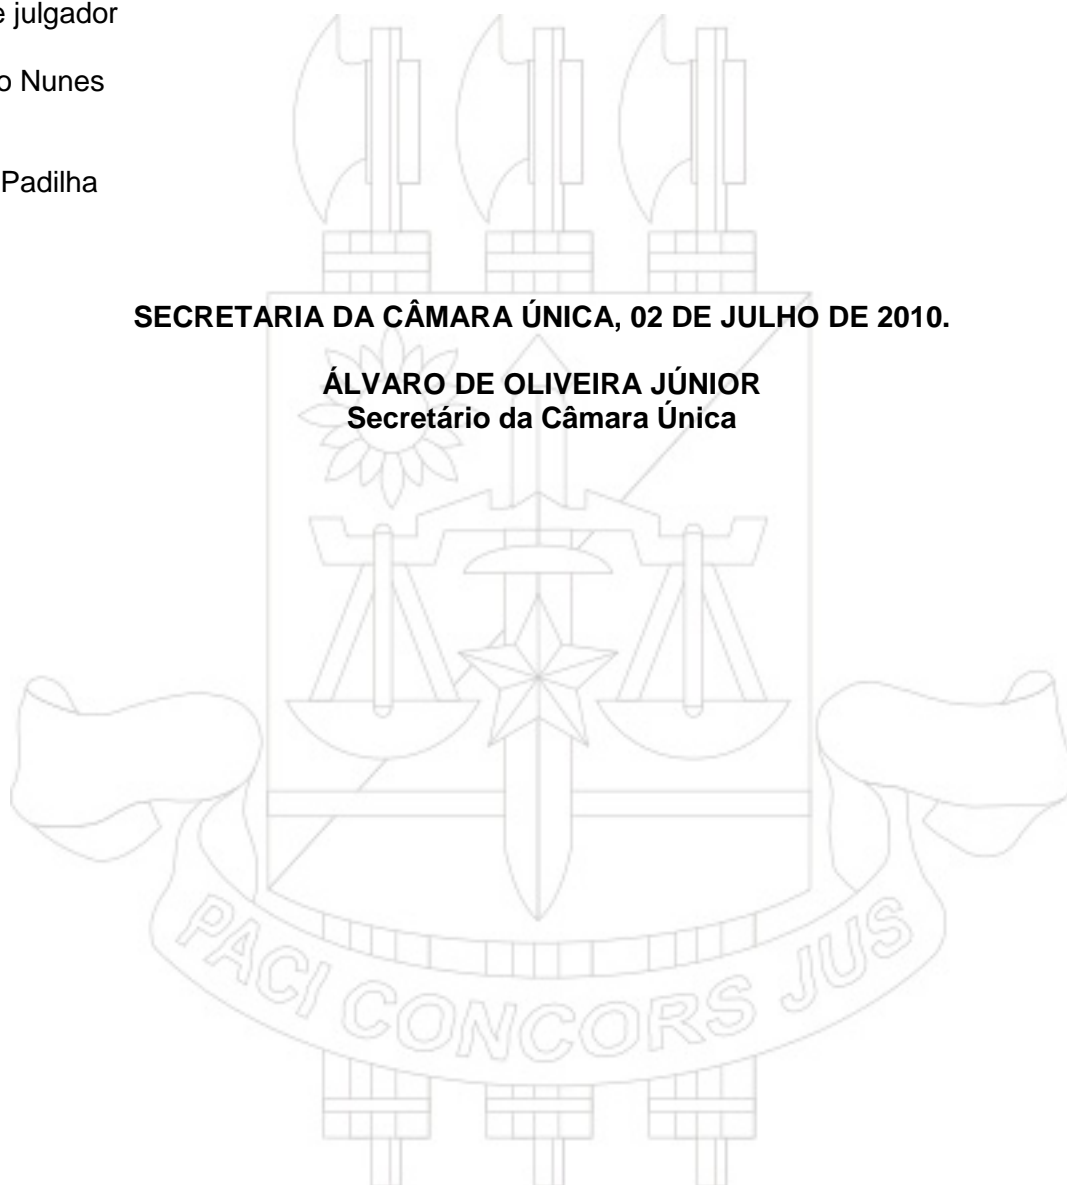 e julgador
o Nunes
Padilha
SECRETARIA DA CÂMARA ÚNICA, 02 DE JULHO DE 2010.
ÁLVARO DE OLIVEIRA JÚNIOR
Secretário da Câmara Única
PACI CONCORS JUS